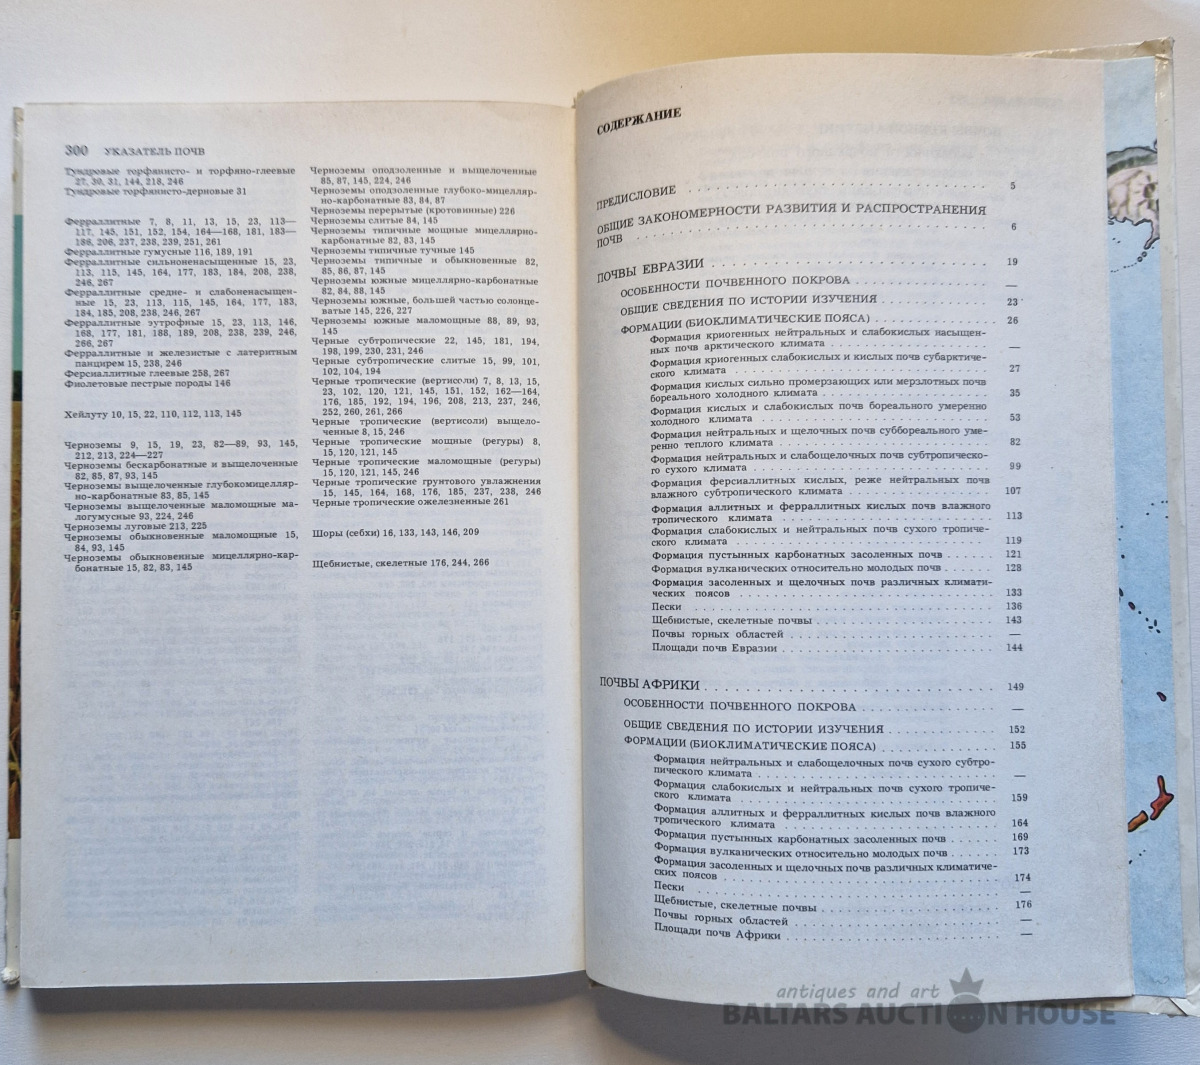 300 УКАЗАТЕЛЬ ПОЧВ
Тундровые торфянисто- и торфяно-глеевые
27, 30, 31, 144, 218, 246
Тундровые торфянисто-дерновые 31
Ферраллитные 7, 8, 11, 13, 15, 23, 113—
117, 145, 151, 152, 154, 164—168, 181, 183—
186, 206, 237, 238, 239, 251, 261
Ферраллитные гумусные 116, 189, 191
Ферраллитные сильноненасыщенные 15, 23,
113, 115, 145, 164, 177, 183, 184, 208, 238,
246, 267
Ферраллитные средне- и слабоненасыщен-
ные 15, 23, 113, 115, 145, 164, 177, 183,
184, 185, 208, 238, 246, 267
Ферраллитные эутрофные 15, 23, 113, 146,
168, 177, 181, 188, 189, 208, 238, 239, 246,
266, 267
Ферраллитные и железистые с латеритным
панцирем 15, 238, 246
Ферсиаллитные глеевые 258, 267
Фиолетовые пестрые породы 146
Хейлуту 10, 15, 22, 110, 112, 113, 145
Черноземы 9, 15, 19, 23, 82—89, 93, 145,
212, 213, 224—227
Черноземы бескарбонатные и выщелоченные
82, 85, 87, 93, 145
Черноземы выщелоченные глубокомицелляр-
но-карбонатные 83, 85, 145
Черноземы выщелоченные маломощные ма-
логумусные 93, 224, 246
Черноземы луговые 213, 225
Черноземы обыкновенные маломощные 15,
84, 93, 145
Черноземы обыкновенные мицеллярно-кар-
бонатные 15, 82, 83, 145
Черноземы оподзоленные и выщелоченные
85, 87, 145, 224, 246
Черноземы оподзоленные глубоко-мицелляр-
но-карбонатные 83, 84, 87
Черноземы перерытые (кротовинные) 226
Черноземы слитые 84, 145
Черноземы типичные мощные мицеллярно-
карбонатные 82, 83, 145
Черноземы типичные тучные 145
Черноземы типичные и обыкновенные 82,
85, 86, 87, 145
Черноземы южные мицеллярно-карбонатные
82, 84, 88, 145
Черноземы южные, большей частью солонце-
ватые 145, 226, 227
Черноземы южные маломощные 88, 89, 93,
145
Черные субтропические 22, 145, 181, 194,
198, 199, 230, 231, 246
Черные субтропические слитые 15, 99, 101,
102, 104, 194
Черные тропические (вертисоли) 7, 8, 13, 15,
23, 102, 120, 121, 145, 151, 152, 162—164,
176, 185, 192, 194, 196, 208, 213, 237, 246,
252, 260, 261, 266
Черные тропические (вертисоли) выщело-
ченные 8, 15, 246
Черные тропические мощные (регуры) 8,
15, 120, 121, 145
Черные тропические маломощные (регуры)
15, 120, 121, 145, 246
Черные тропические грунтового увлажнения
15, 145, 164, 168, 176, 185, 237, 238, 246
Черные тропические ожелезненные 261
Шоры (себхи) 16, 133, 143, 146, 209
Щебнистые, скелетные 176, 244, 266
СОДЕРЖАНИЕ
ПРЕДИСЛОВИЕ . . . 5
ОБЩИЕ ЗАКОНОМЕРНОСТИ РАЗВИТИЯ И РАСПРОСТРАНЕНИЯ
ПОЧВ . . . 6
ПОЧВЫ ЕВРАЗИИ . . . 19
ОСОБЕННОСТИ ПОЧВЕННОГО ПОКРОВА . . . —
ОБЩИЕ СВЕДЕНИЯ ПО ИСТОРИИ ИЗУЧЕНИЯ . . . 23
ФОРМАЦИИ (БИОКЛИМАТИЧЕСКИЕ ПОЯСА) . . . 26
Формация криогенных нейтральных и слабокислых насыщен-
ных почв арктического климата . . . —
Формация криогенных слабокислых и кислых почв субарктиче-
ского климата . . . 27
Формация кислых сильно промерзающих или мерзлотных почв
бореального холодного климата . . . 35
Формация кислых и слабокислых почв бореального умеренно
холодного климата . . . 53
Формация нейтральных и щелочных почв суббореального уме-
ренно теплого климата . . . 82
Формация нейтральных и слабощелочных почв субтропическо-
го сухого климата . . . 99
Формация ферсиаллитных кислых, реже нейтральных почв
влажного субтропического климата . . . 107
Формация аллитных и ферраллитных кислых почв влажного
тропического климата . . . 113
Формация слабокислых и нейтральных почв сухого тропиче-
ского климата . . . 119
Формация пустынных карбонатных засоленных почв . . . 121
Формация вулканических относительно молодых почв . . . 128
Формация засоленных и щелочных почв различных климати-
ческих поясов . . . 133
Пески . . . 136
Щебнистые, скелетные почвы . . . 143
Почвы горных областей . . . —
Площади почв Евразии . . . 144
ПОЧВЫ АФРИКИ . . . 149
ОСОБЕННОСТИ ПОЧВЕННОГО ПОКРОВА . . . —
ОБЩИЕ СВЕДЕНИЯ ПО ИСТОРИИ ИЗУЧЕНИЯ . . . 152
ФОРМАЦИИ (БИОКЛИМАТИЧЕСКИЕ ПОЯСА) . . . 155
Формация нейтральных и слабощелочных почв сухого субтро-
пического климата . . . —
Формация слабокислых и нейтральных почв сухого тропиче-
ского климата . . . 159
Формация аллитных и ферраллитных кислых почв влажного
тропического климата . . . 164
Формация пустынных карбонатных засоленных почв . . . 169
Формация вулканических относительно молодых почв . . . 173
Формация засоленных и щелочных почв различных климатиче-
ских поясов . . . 174
Пески . . . —
Щебнистые, скелетные почвы . . . 176
Почвы горных областей . . . —
Площади почв Африки . . . —
antiques and art
BALTARS AUCTION HOUSE